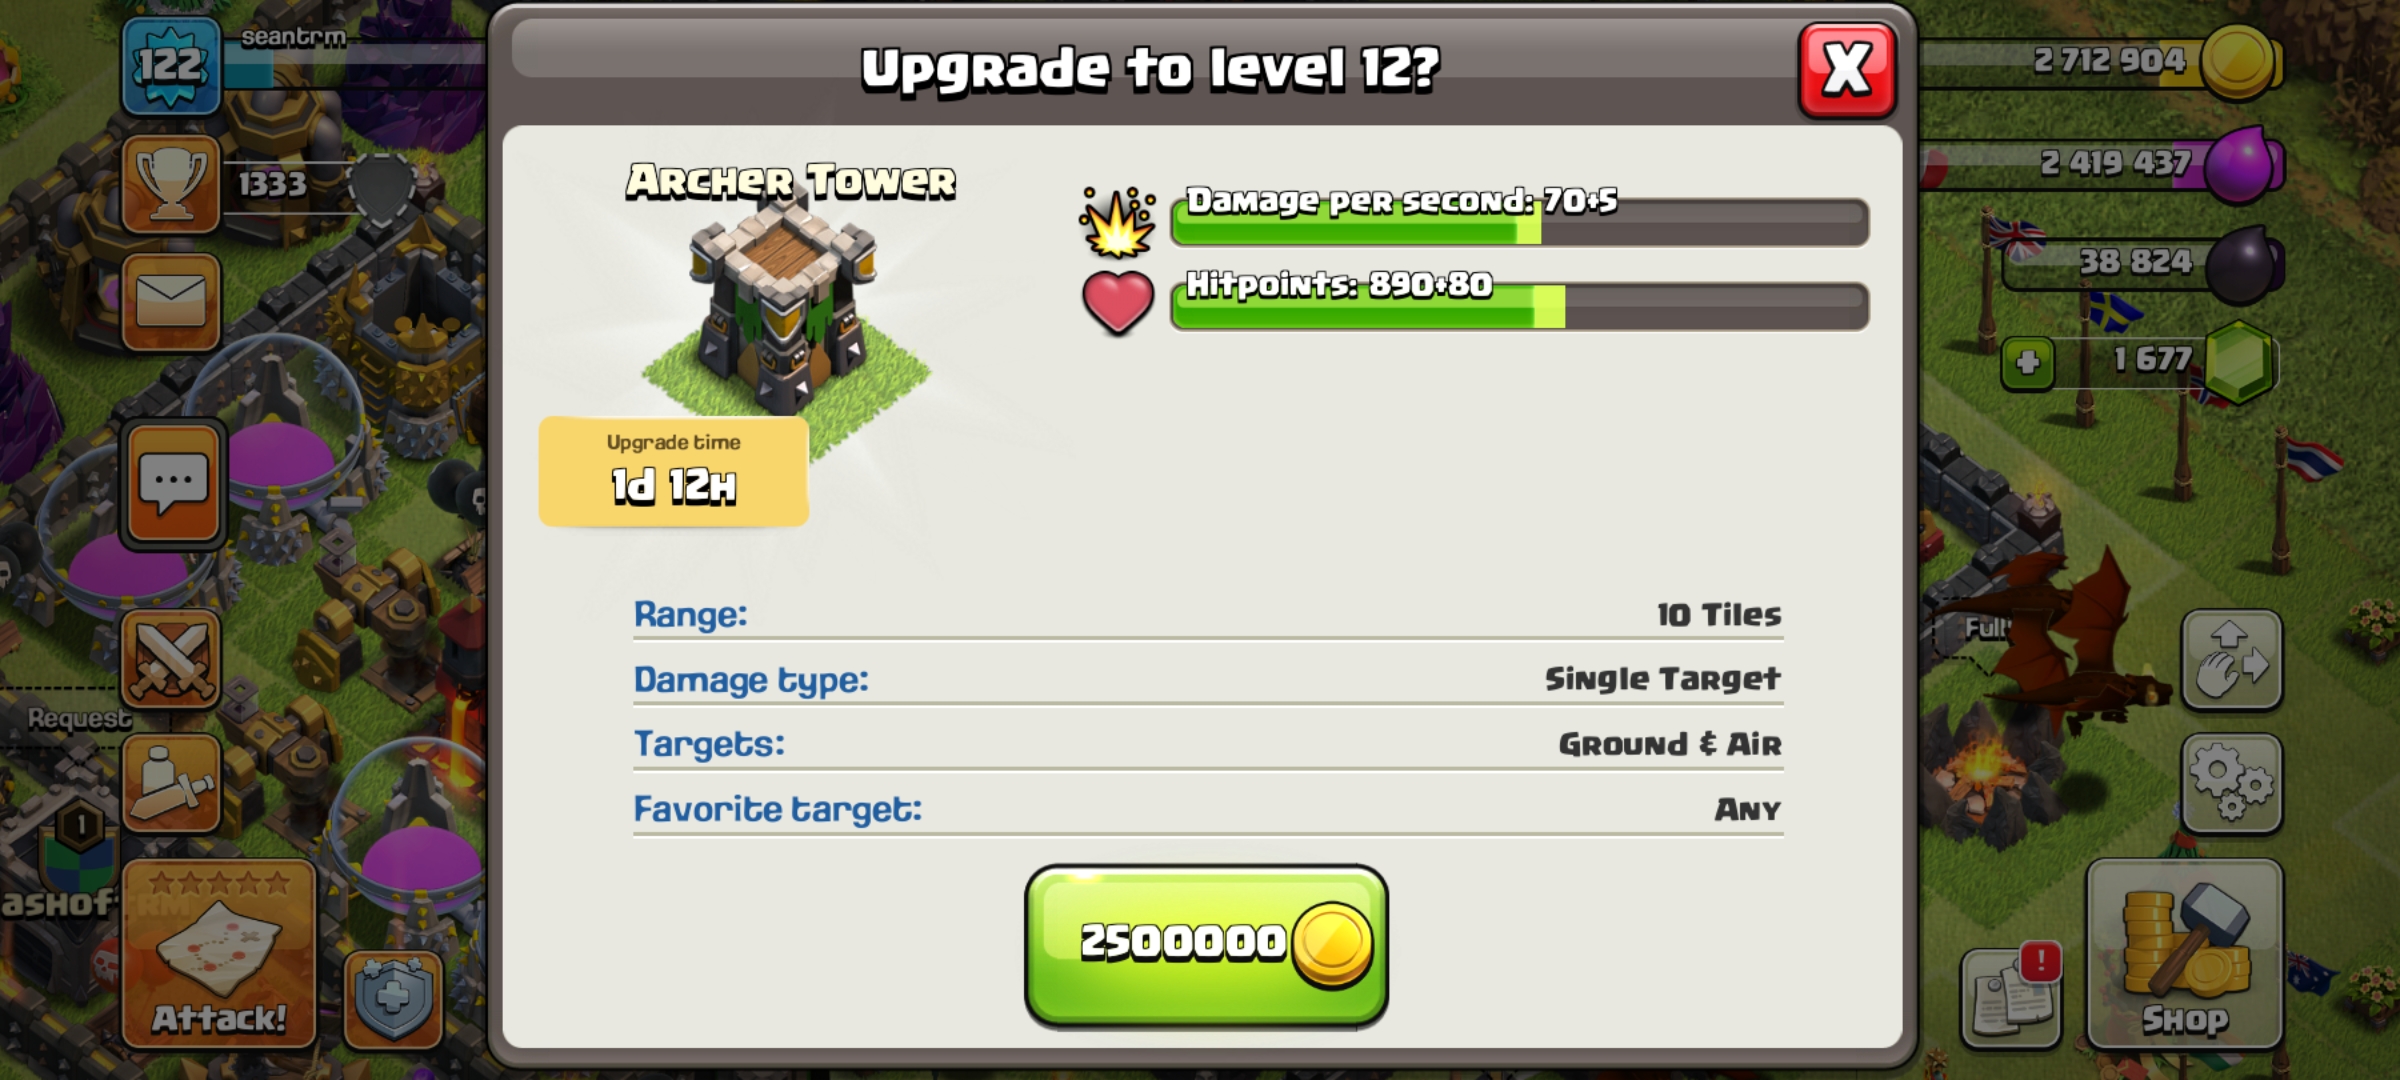 122
seantrm
1333
Request
1
Attack!
Upgrade to level 12?
X
Archer Tower
Upgrade time
1d 12H
Damage per second: 70+5
Hitpoints: 890+80
Range: 10 Tiles
Damage type: Single Target
Targets: Ground & Air
Favorite target: Any
2500000
2 712 904
2 419 437
38 824
1 677
Full
!
Shop